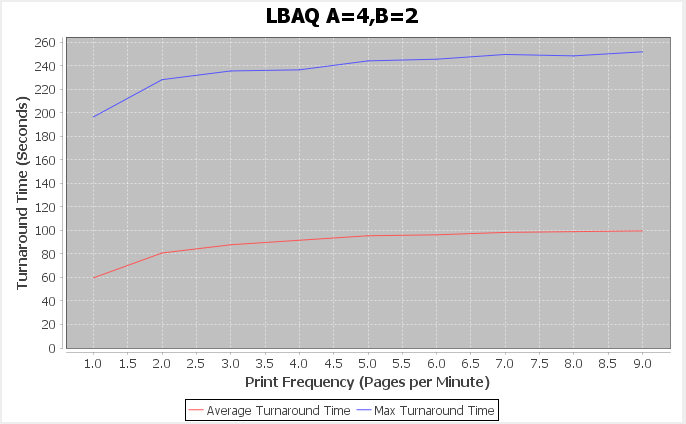 LBAQ A=4,B=2
Turnaround Time (Seconds)
260
240
220
200
180
160
140
120
100
80
60
40
20
0
1.0 1.5 2.0 2.5 3.0 3.5 4.0 4.5 5.0 5.5 6.0 6.5 7.0 7.5 8.0 8.5 9.0
Print Frequency (Pages per Minute)
Average Turnaround Time Max Turnaround Time